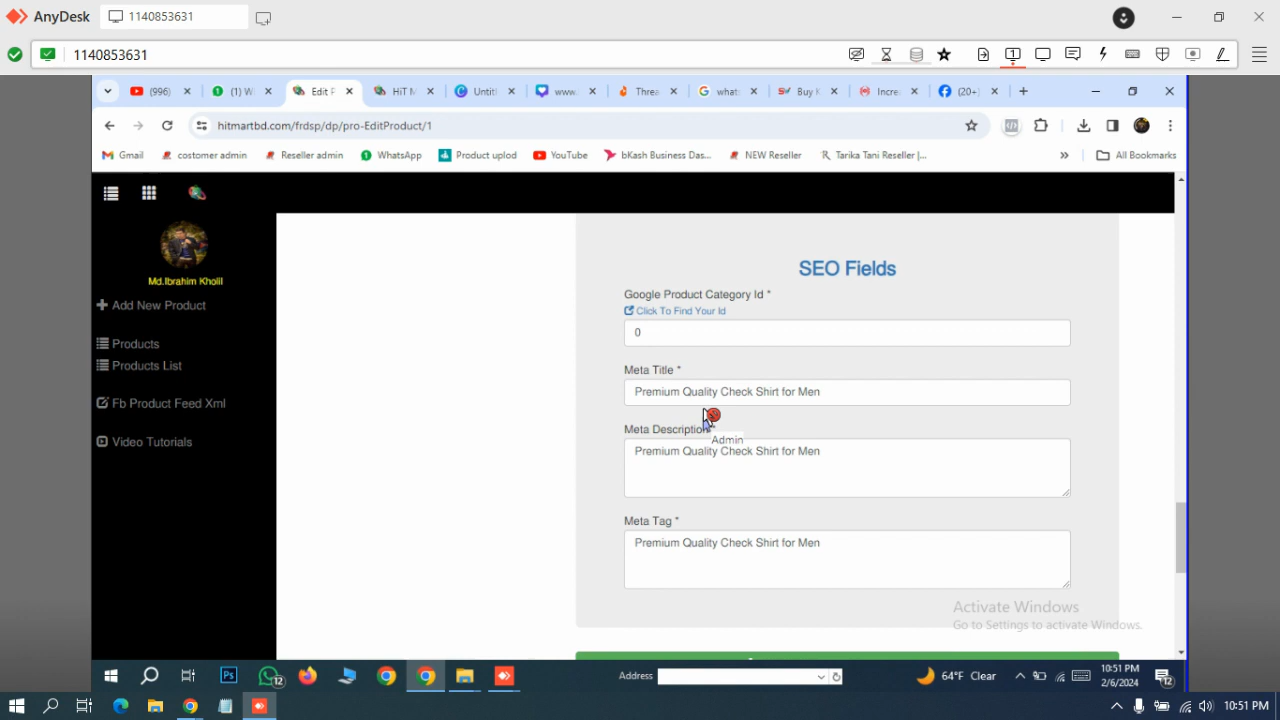 AnyDesk
1140853631
1140853631
(996)
(1) W
Edit P
HiT M
Untitl
www.
Threa
what
Buy K
Incre
(20+
hitmartbd.com/frdsp/dp/pro-EditProduct/1
Gmail
costomer admin
Reseller admin
WhatsApp
Product uplod
YouTube
bKash Business Das...
NEW Reseller
Tarika Tani Reseller |...
All Bookmarks
Md.Ibrahim Kholil
Add New Product
Products
Products List
Fb Product Feed Xml
Video Tutorials
SEO Fields
Google Product Category Id *
Click To Find Your Id
0
Meta Title *
Premium Quality Check Shirt for Men
Meta Description
Admin
Premium Quality Check Shirt for Men
Meta Tag *
Premium Quality Check Shirt for Men
Activate Windows
Go to Settings to activate Windows.
Address
64°F Clear
10:51 PM
2/6/2024
10:51 PM